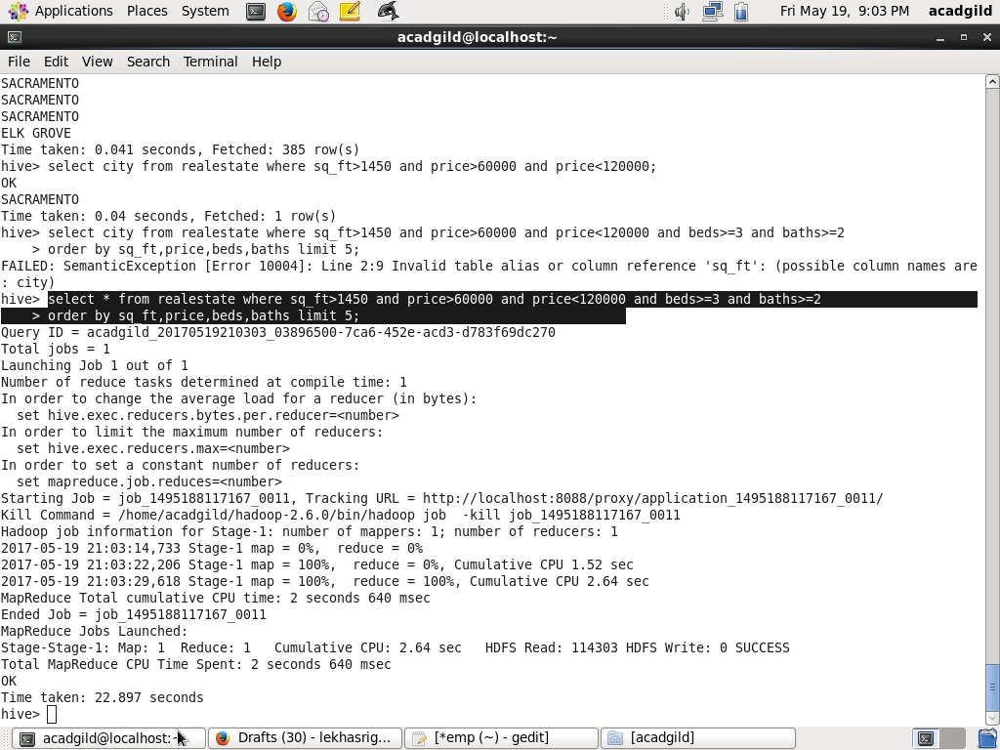 Applications Places System Fri May 19, 9:03 PM acadgild
acadgild@localhost:~
File Edit View Search Terminal Help
SACRAMENTO
SACRAMENTO
SACRAMENTO
ELK GROVE
Time taken: 0.041 seconds, Fetched: 385 row(s)
hive> select city from realestate where sq_ft>1450 and price>60000 and price<120000;
OK
SACRAMENTO
Time taken: 0.04 seconds, Fetched: 1 row(s)
hive> select city from realestate where sq_ft>1450 and price>60000 and price<120000 and beds>=3 and baths>=2
    > order by sq_ft,price,beds,baths limit 5;
FAILED: SemanticException [Error 10004]: Line 2:9 Invalid table alias or column reference 'sq_ft': (possible column names are
: city)
hive> select * from realestate where sq_ft>1450 and price>60000 and price<120000 and beds>=3 and baths>=2
    > order by sq_ft,price,beds,baths limit 5;
Query ID = acadgild_20170519210303_03896500-7ca6-452e-acd3-d783f69dc270
Total jobs = 1
Launching Job 1 out of 1
Number of reduce tasks determined at compile time: 1
In order to change the average load for a reducer (in bytes):
  set hive.exec.reducers.bytes.per.reducer=<number>
In order to limit the maximum number of reducers:
  set hive.exec.reducers.max=<number>
In order to set a constant number of reducers:
  set mapreduce.job.reduces=<number>
Starting Job = job_1495188117167_0011, Tracking URL = http://localhost:8088/proxy/application_1495188117167_0011/
Kill Command = /home/acadgild/hadoop-2.6.0/bin/hadoop job  -kill job_1495188117167_0011
Hadoop job information for Stage-1: number of mappers: 1; number of reducers: 1
2017-05-19 21:03:14,733 Stage-1 map = 0%,  reduce = 0%
2017-05-19 21:03:22,206 Stage-1 map = 100%,  reduce = 0%, Cumulative CPU 1.52 sec
2017-05-19 21:03:29,618 Stage-1 map = 100%,  reduce = 100%, Cumulative CPU 2.64 sec
MapReduce Total cumulative CPU time: 2 seconds 640 msec
Ended Job = job_1495188117167_0011
MapReduce Jobs Launched:
Stage-Stage-1: Map: 1  Reduce: 1   Cumulative CPU: 2.64 sec   HDFS Read: 114303 HDFS Write: 0 SUCCESS
Total MapReduce CPU Time Spent: 2 seconds 640 msec
OK
Time taken: 22.897 seconds
hive>
acadgild@localhost:~ Drafts (30) - lekhasrig... [*emp (~) - gedit] [acadgild]